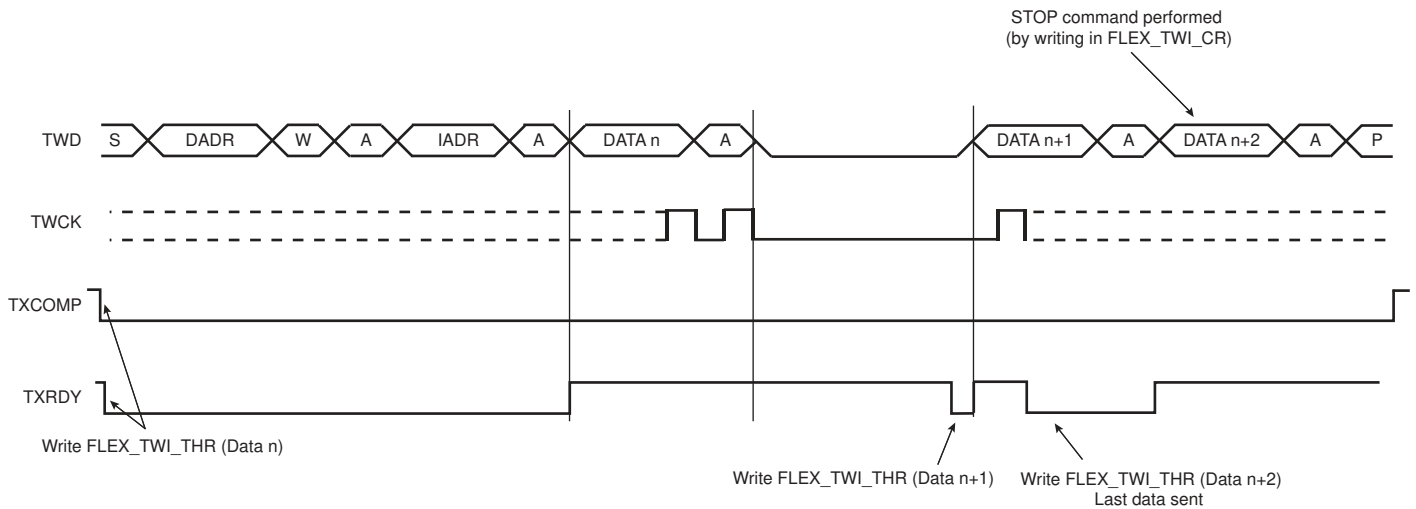 STOP command performed
(by writing in FLEX_TWI_CR)
TWD S DADR W A IADR A DATA n A DATA n+1 A DATA n+2 A P
TWCK
TXCOMP
TXRDY
Write FLEX_TWI_THR (Data n)
Write FLEX_TWI_THR (Data n+1)
Write FLEX_TWI_THR (Data n+2)
Last data sent